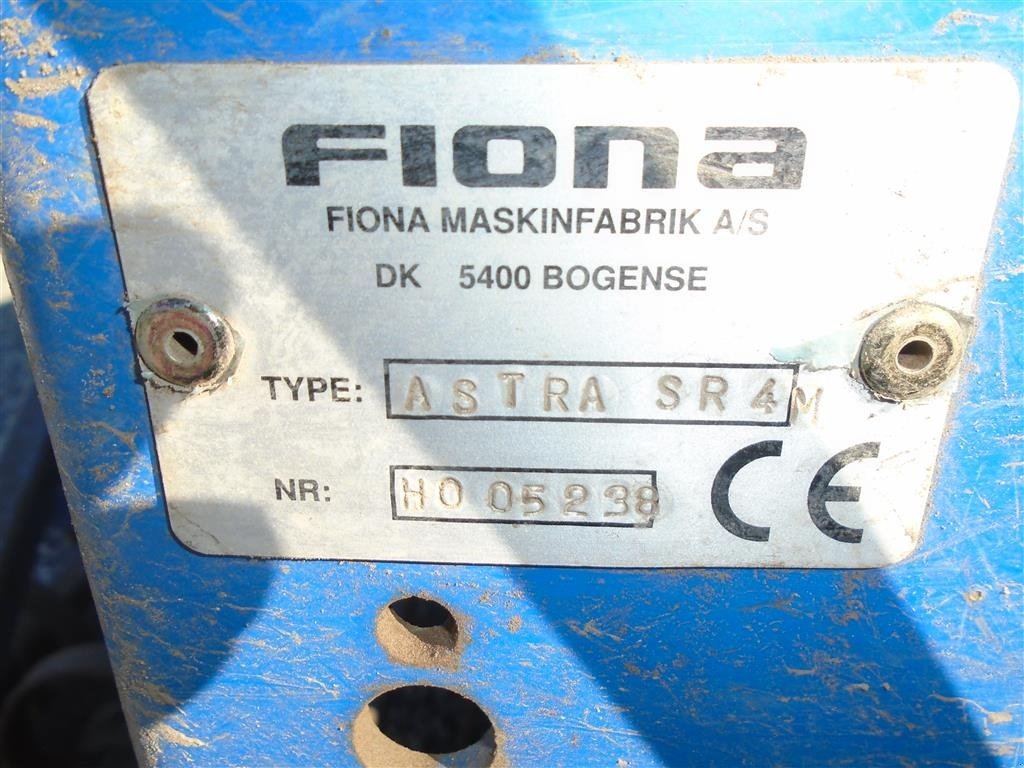 FIONA
FIONA MASKINFABRIK A/S
DK 5400 BOGENSE
TYPE: ASTRA SR4M
NR: HO 05238
CE